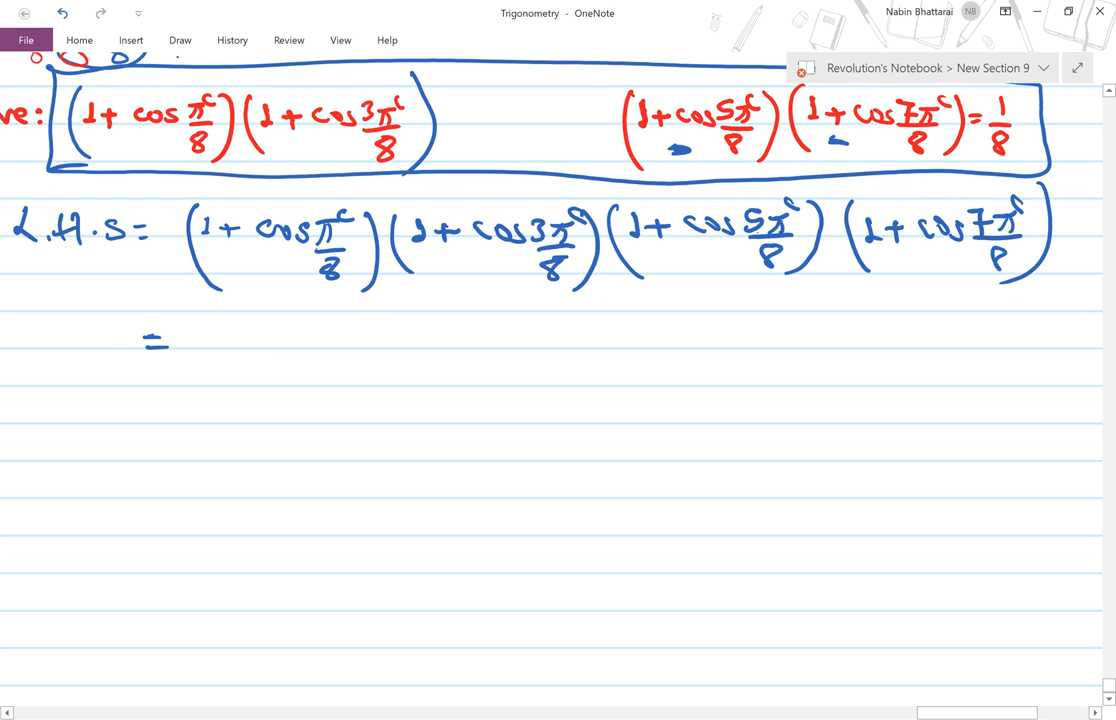 Trigonometry - OneNote
Nabin Bhattarai NB
File Home Insert Draw History Review View Help
Revolution's Notebook > New Section 9
ve: (1 + cos π^c/8)(1 + cos 3π^c/8) (1 + cos 5π^c/8)(1 + cos 7π^c/8) = 1/8
L.H.S = (1 + cos π^c/8)(1 + cos 3π^c/8)(1 + cos 5π^c/8)(1 + cos 7π^c/8)
=